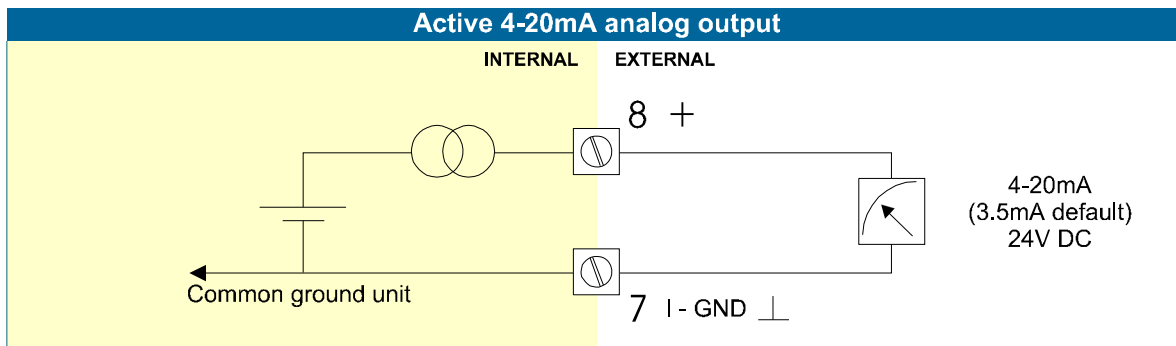 Active 4-20mA analog output
INTERNAL EXTERNAL
8 +
4-20mA
(3.5mA default)
24V DC
Common ground unit
7 I - GND ⊥